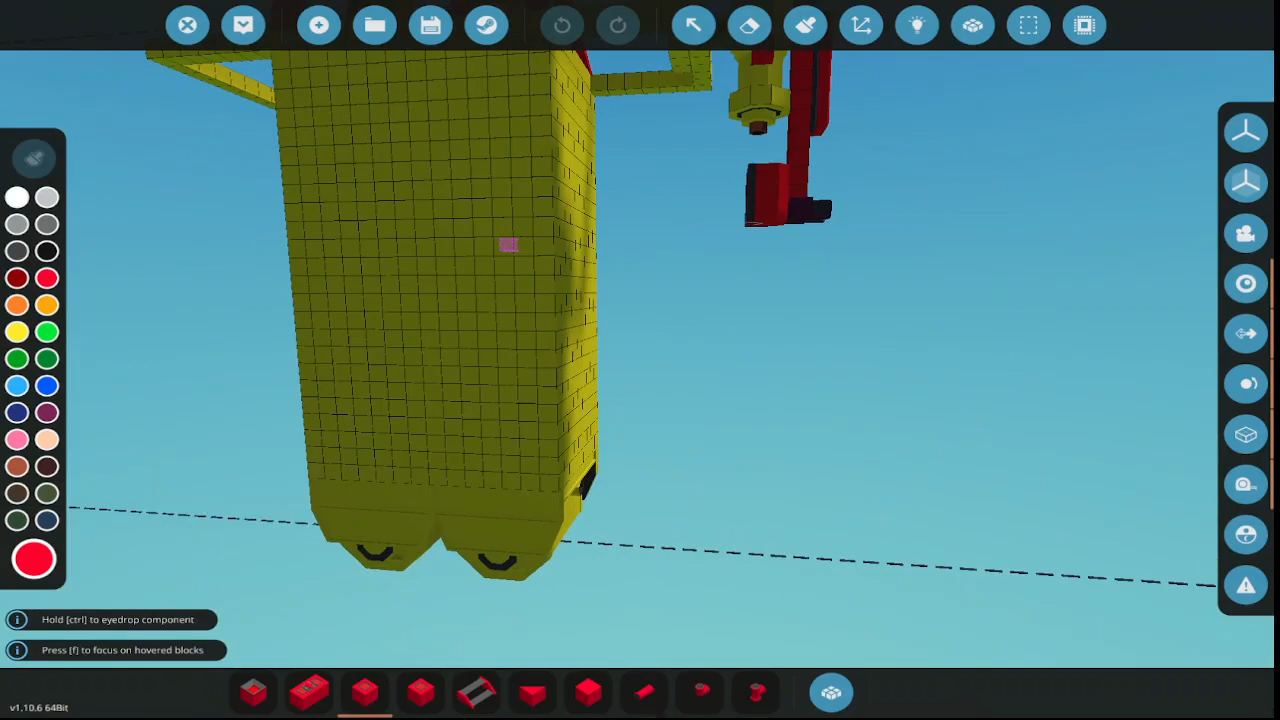 Hold [ctrl] to eyedrop component
Press [f] to focus on hovered blocks
v1.10.6 64Bit